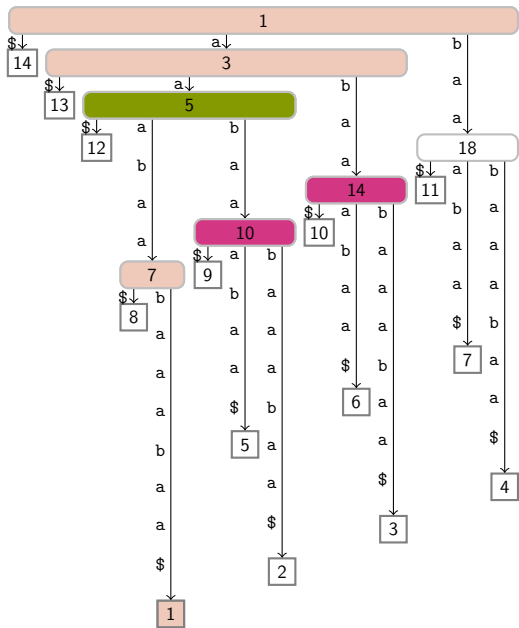 1
$ a b
14 3 a
$ a b
13 5 a a
$ a b
12 18
a b a $ a b
14 11
a a $ a b b a
10 10
a b a a a
$ a b
7 9 a a a a
$ b b a
8
a a a a a $ b
7
a a a $ b a
6
a $ b a a
5
b a a $
4
a a $
3
a $
2
$
1